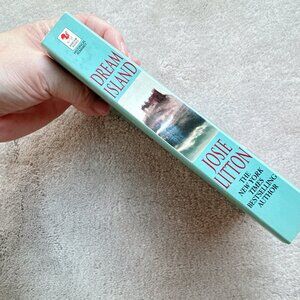 DREAM
ISLAND
JOSIE
LITTON
THE
NEW YORK
TIMES
BESTSELLING
AUTHOR